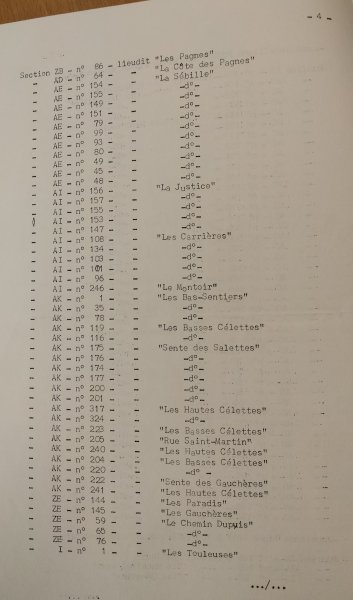 - 4 -
Section ZB - n° 86 - lieudit "Les Pagnes"
- AD - n° 64 - - "La Côte des Pagnes"
- AE - n° 154 - - "La Sébille"
- AE - n° 155 - - -d°-
- AE - n° 149 - - -d°-
- AE - n° 151 - - -d°-
- AE - n° 79 - - -d°-
- AE - n° 99 - - -d°-
- AE - n° 93 - - -d°-
- AE - n° 80 - - -d°-
- AE - n° 49 - - -d°-
- AE - n° 45 - - -d°-
- AE - n° 48 - - -d°-
- AI - n° 156 - - "La Justice"
- AI - n° 157 - - -d°-
- AI - n° 155 - - -d°-
- AI - n° 153 - - -d°-
- AI - n° 147 - - -d°-
- AI - n° 108 - - "Les Carrières"
- AI - n° 134 - - -d°-
- AI - n° 103 - - -d°-
- AI - n° 101 - - -d°-
- AI - n° 96 - - -d°-
- AI - n° 246 - - "Le Montoir"
- AK - n° 1 - - "Les Bas-Sentiers"
- AK - n° 35 - - -d°-
- AK - n° 78 - - -d°-
- AK - n° 119 - - "Les Basses Célettes"
- AK - n° 116 - - -d°-
- AK - n° 175 - - "Sente des Salettes"
- AK - n° 176 - - -d°-
- AK - n° 174 - - -d°-
- AK - n° 177 - - -d°-
- AK - n° 200 - - -d°-
- AK - n° 201 - - -d°-
- AK - n° 317 - - "Les Hautes Célettes"
- AK - n° 324 - - -d°-
- AK - n° 223 - - "Les Basses Célettes"
- AK - n° 205 - - "Rue Saint-Martin"
- AK - n° 240 - - "Les Hautes Célettes"
- AK - n° 204 - - "Les Basses Célettes"
- AK - n° 220 - - -d° -
- AK - n° 222 - - "Sente des Gauchères"
- AK - n° 241 - - "Les Hautes Célettes"
- ZE - n° 144 - - "Les Paradis"
- ZE - n° 145 - - "Les Gauchères"
- ZE - n° 59 - - "Le Chemin Dupuis"
- ZE - n° 68 - - -d°-
- ZE - n° 76 - - -d°-
- I - n° 1 - - "Les Teuleuses"
.../...